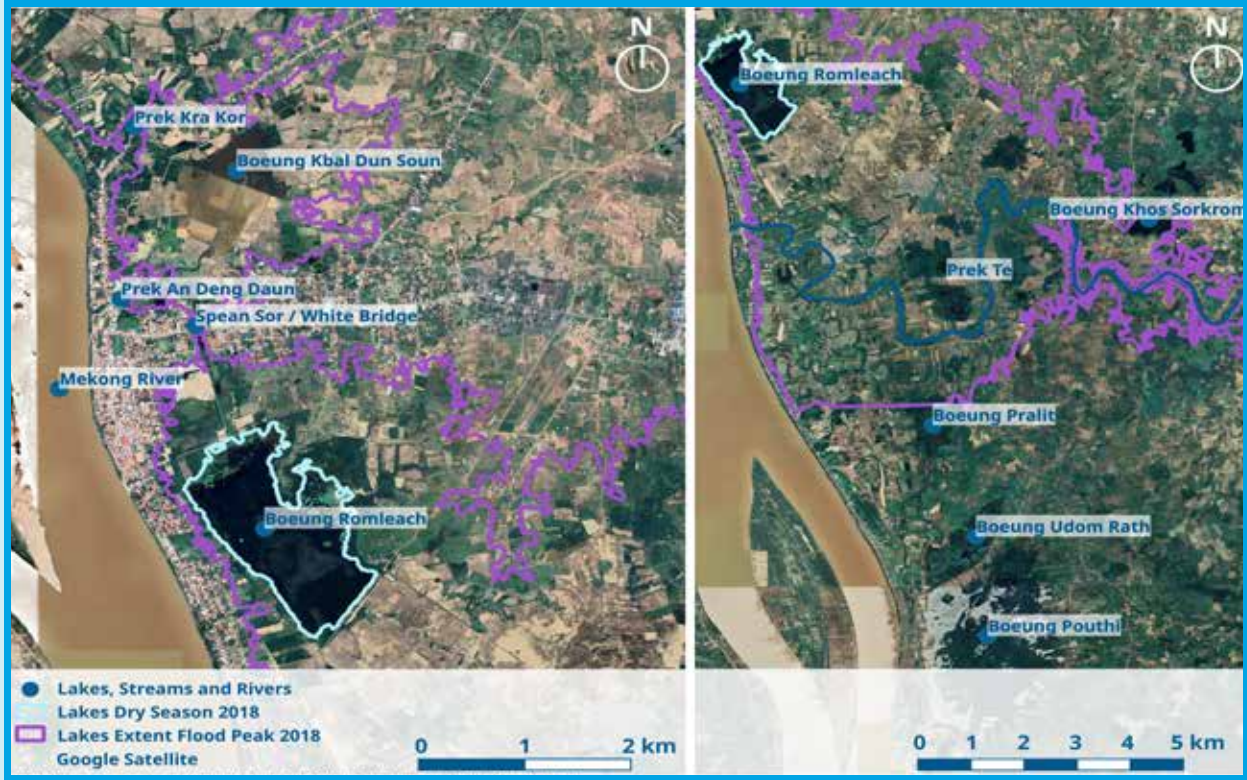 N
Prek Kra Kor
Boeung Kbal Dun Soun
Prek An Deng Daun
Spean Sor / White Bridge
Mekong River
Boeung Romleach
Lakes, Streams and Rivers
Lakes Dry Season 2018
Lakes Extent Flood Peak 2018
Google Satellite
0 1 2 km
N
Boeung Romleach
Boeung Khos Sorkrom
Prek Te
Boeung Pralit
Boeung Udom Rath
Boeung Pouthi
0 1 2 3 4 5 km